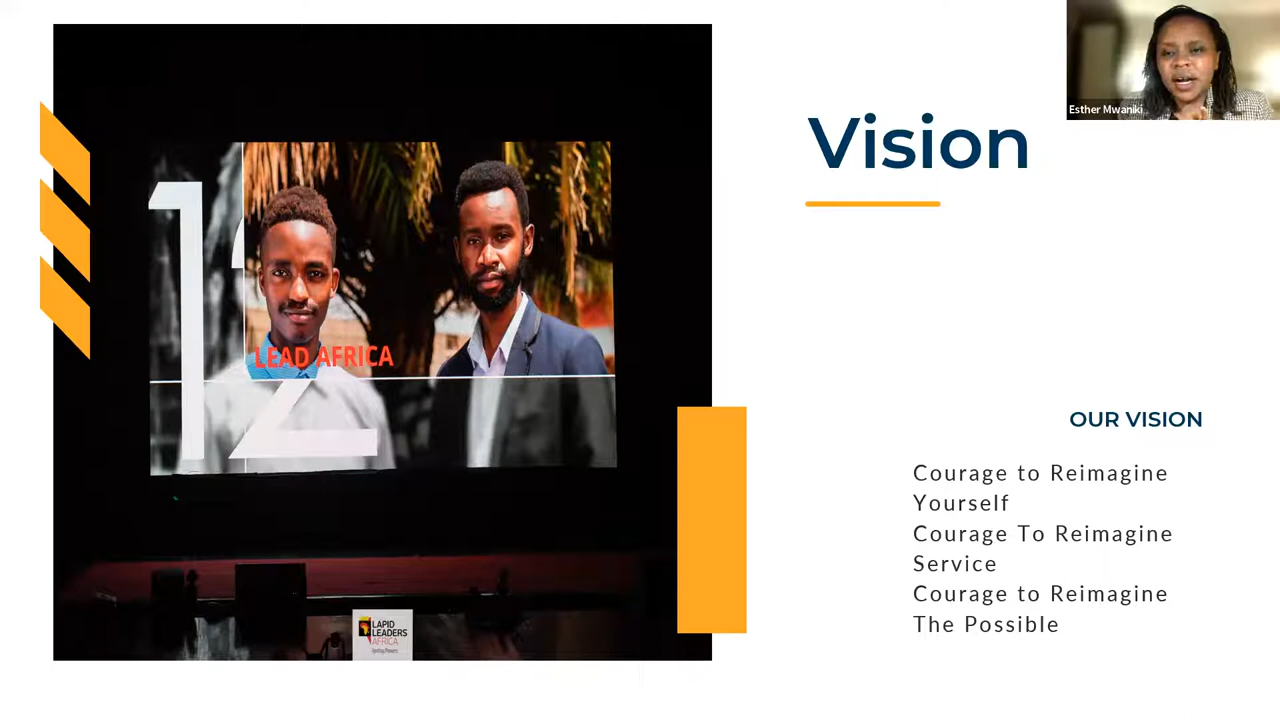 Esther Mwaniki
Vision
12
LEAD AFRICA
OUR VISION
Courage to Reimagine
Yourself
Courage To Reimagine
Service
Courage to Reimagine
The Possible
LAPID
LEADERS
AFRICA